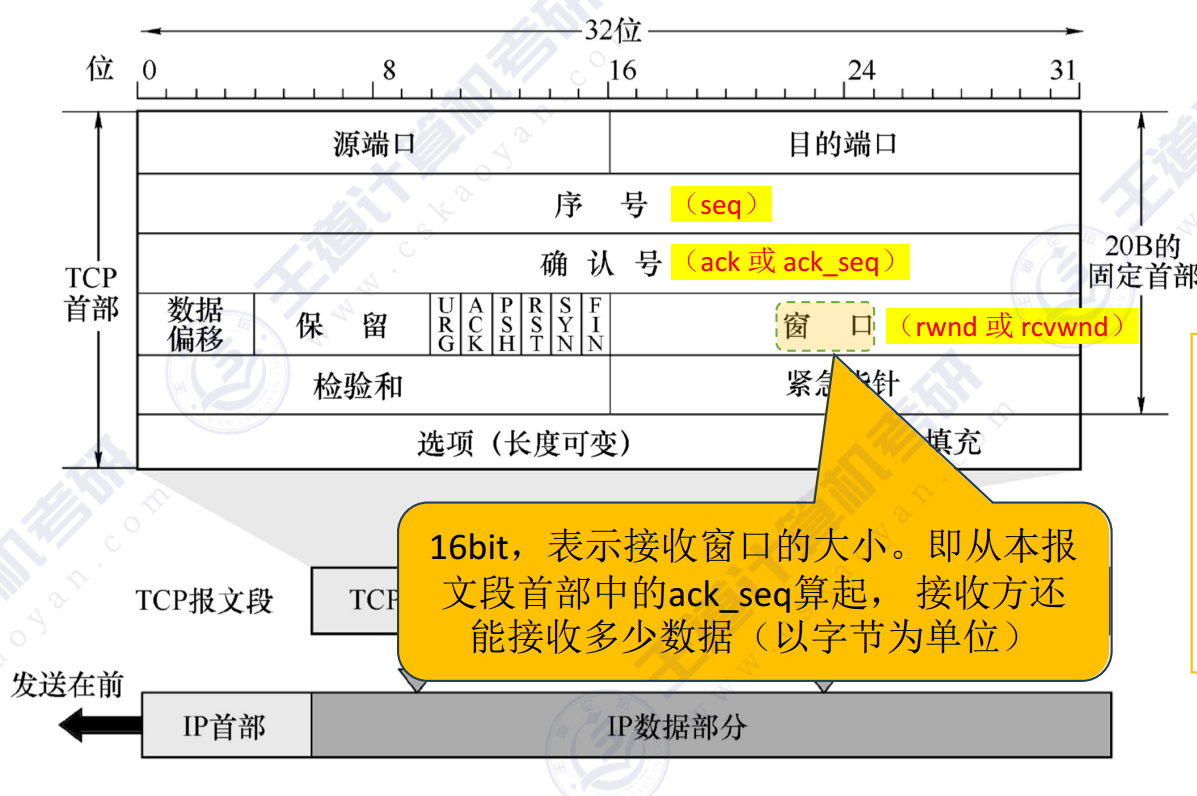 32位
位 0 8 16 24 31
源端口 目的端口
序 号 （seq）
确 认 号 （ack 或 ack_seq）
20B的
固定首部
TCP
首部
数据
偏移
保 留
URG ACK PSH RST SYN FIN
窗 口 （rwnd 或 rcvwnd）
检验和 紧急指针
选项（长度可变） 填充
16bit，表示接收窗口的大小。即从本报
文段首部中的ack_seq算起， 接收方还
能接收多少数据（以字节为单位）
TCP报文段 TCP
发送在前
IP首部 IP数据部分
王道计算机考研
www.cskaoyan.com